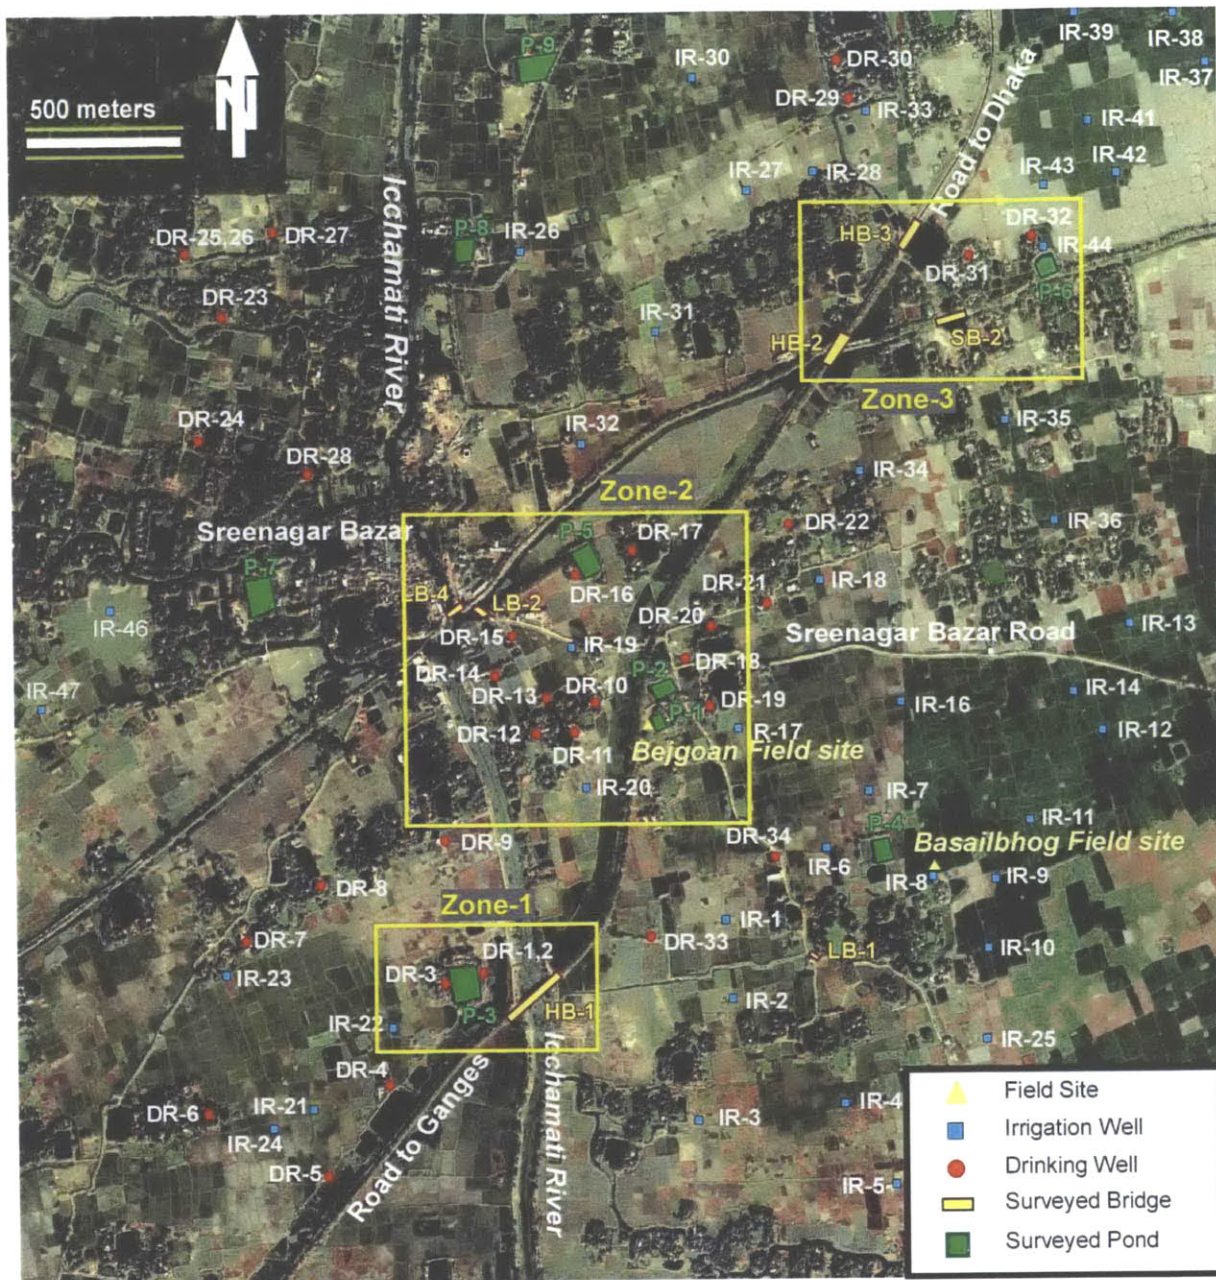 P-9
IR-30
DR-30
IR-39
IR-38
IR-37
500 meters
N
DR-29
IR-33
Road to Dhaka
IR-41
IR-27
IR-28
IR-43
IR-42
Icchamati River
DR-25,26
DR-27
P-8
IR-26
HB-3
DR-32
IR-44
DR-31
P-6
DR-23
IR-31
HB-2
SB-2
Zone-3
DR-24
IR-32
IR-35
DR-28
IR-34
Zone-2
Sreenagar Bazar
P-5
DR-17
DR-22
IR-36
P-7
DR-16
DR-21
IR-18
LB-4
LB-2
IR-46
DR-20
DR-15
IR-19
Sreenagar Bazar Road
IR-13
DR-14
P-2
DR-18
DR-13
DR-10
IR-14
IR-47
P-1
DR-19
IR-16
DR-12
DR-11
IR-17
IR-12
Bejgoan Field site
IR-20
IR-7
IR-11
P-4
DR-9
DR-34
IR-6
Basailbhog Field site
DR-8
IR-8
IR-9
Zone-1
IR-1
DR-7
DR-33
IR-10
DR-1,2
LB-1
DR-3
IR-23
P-3
HB-1
IR-2
IR-22
IR-25
Icchamati River
DR-4
Field Site
DR-6
IR-21
IR-3
IR-4
Irrigation Well
IR-24
Road to Ganges
Drinking Well
DR-5
IR-5
Surveyed Bridge
Surveyed Pond